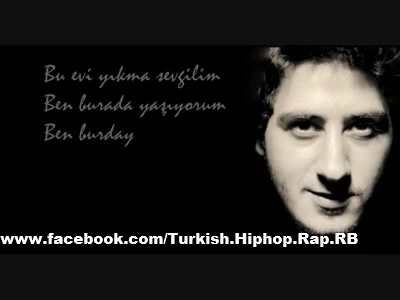 Bu evi yıkma sevgilim
Ben burada yaşıyorum
Ben burday
www.facebook.com/Turkish.Hiphop.Rap.RB